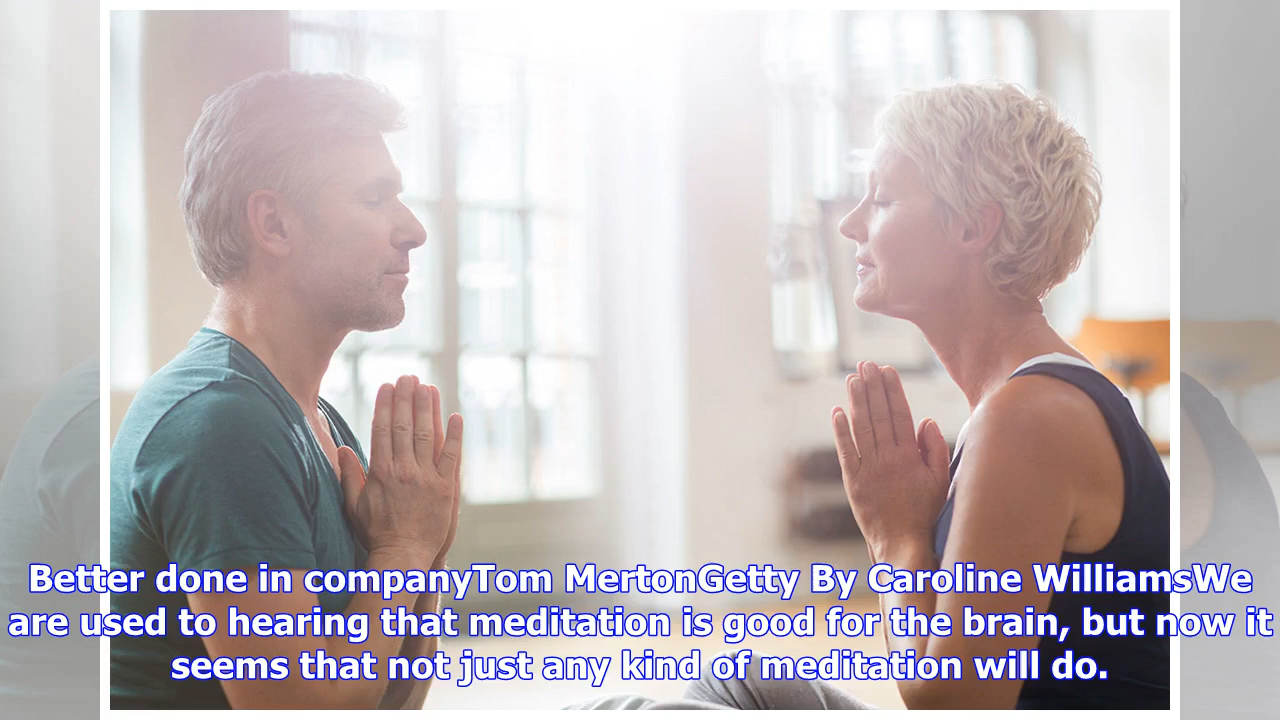 Better done in companyTom MertonGetty By Caroline WilliamsWe
are used to hearing that meditation is good for the brain, but now it
seems that not just any kind of meditation will do.